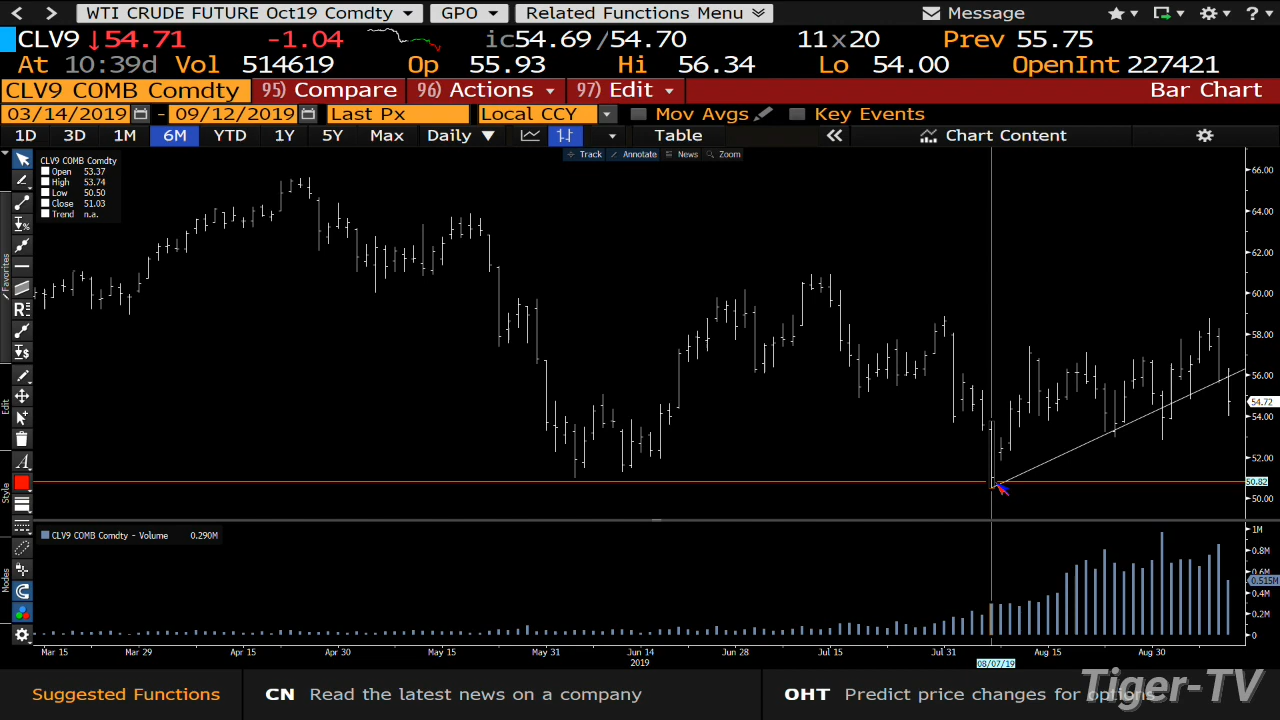 < > WTI CRUDE FUTURE Oct19 Comdty GPO Related Functions Menu Message ?
CLV9 ↓54.71 -1.04 ic54.69/54.70 11x20 Prev 55.75
At 10:39d Vol 514619 Op 55.93 Hi 56.34 Lo 54.00 OpenInt 227421
CLV9 COMB Comdty 95) Compare 96) Actions 97) Edit Bar Chart
03/14/2019 - 09/12/2019 Last Px Local CCY Mov Avgs Key Events
1D 3D 1M 6M YTD 1Y 5Y Max Daily ▼ Table « Chart Content
Track Annotate News Zoom
CLV9 COMB Comdty
Open 53.37
High 53.74
Low 50.50
Close 51.03
Trend n.a.
Favorites
Edit
Style
Modes
66.00
64.00
62.00
60.00
58.00
56.00
54.72
54.00
52.00
50.82
50.00
CLV9 COMB Comdty - Volume 0.290M
1M
0.8M
0.6M
0.515M
0.4M
0.2M
0
Mar 15 Mar 29 Apr 15 Apr 30 May 15 May 31 Jun 14 Jun 28 Jul 15 Jul 31 Aug 15 Aug 30
2019 08/07/19
Suggested Functions CN Read the latest news on a company OHT Predict price changes for options
Tiger-TV